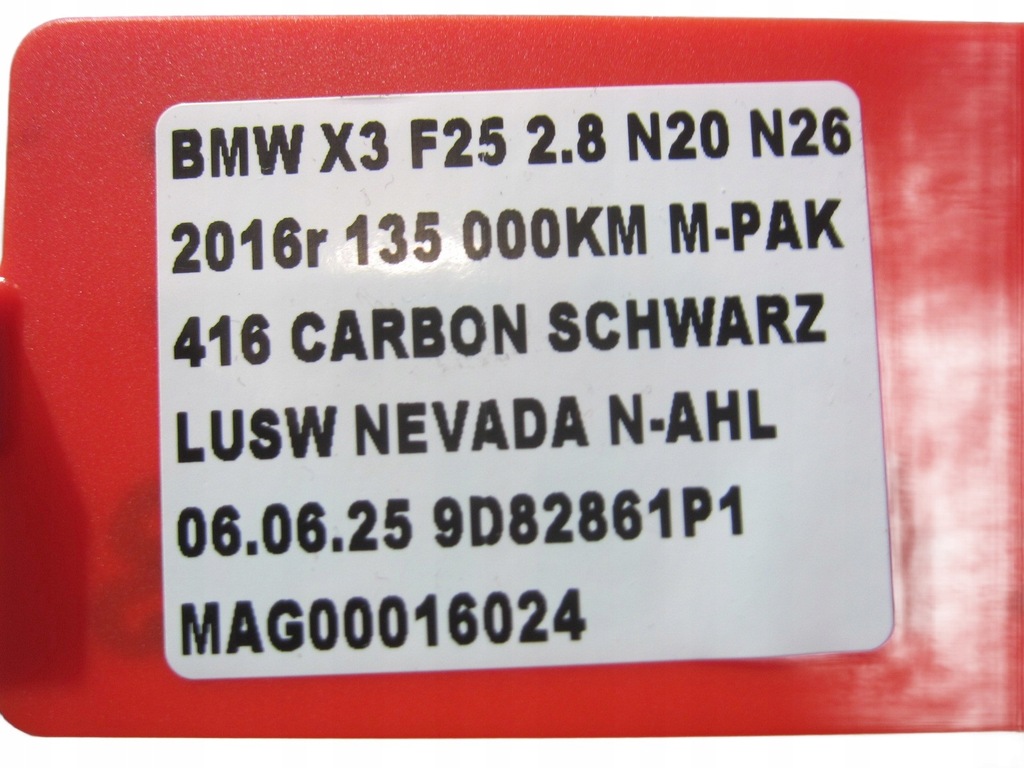 BMW X3 F25 2.8 N20 N26
2016r 135 000KM M-PAK
416 CARBON SCHWARZ
LUSW NEVADA N-AHL
06.06.25 9D82861P1
MAG00016024